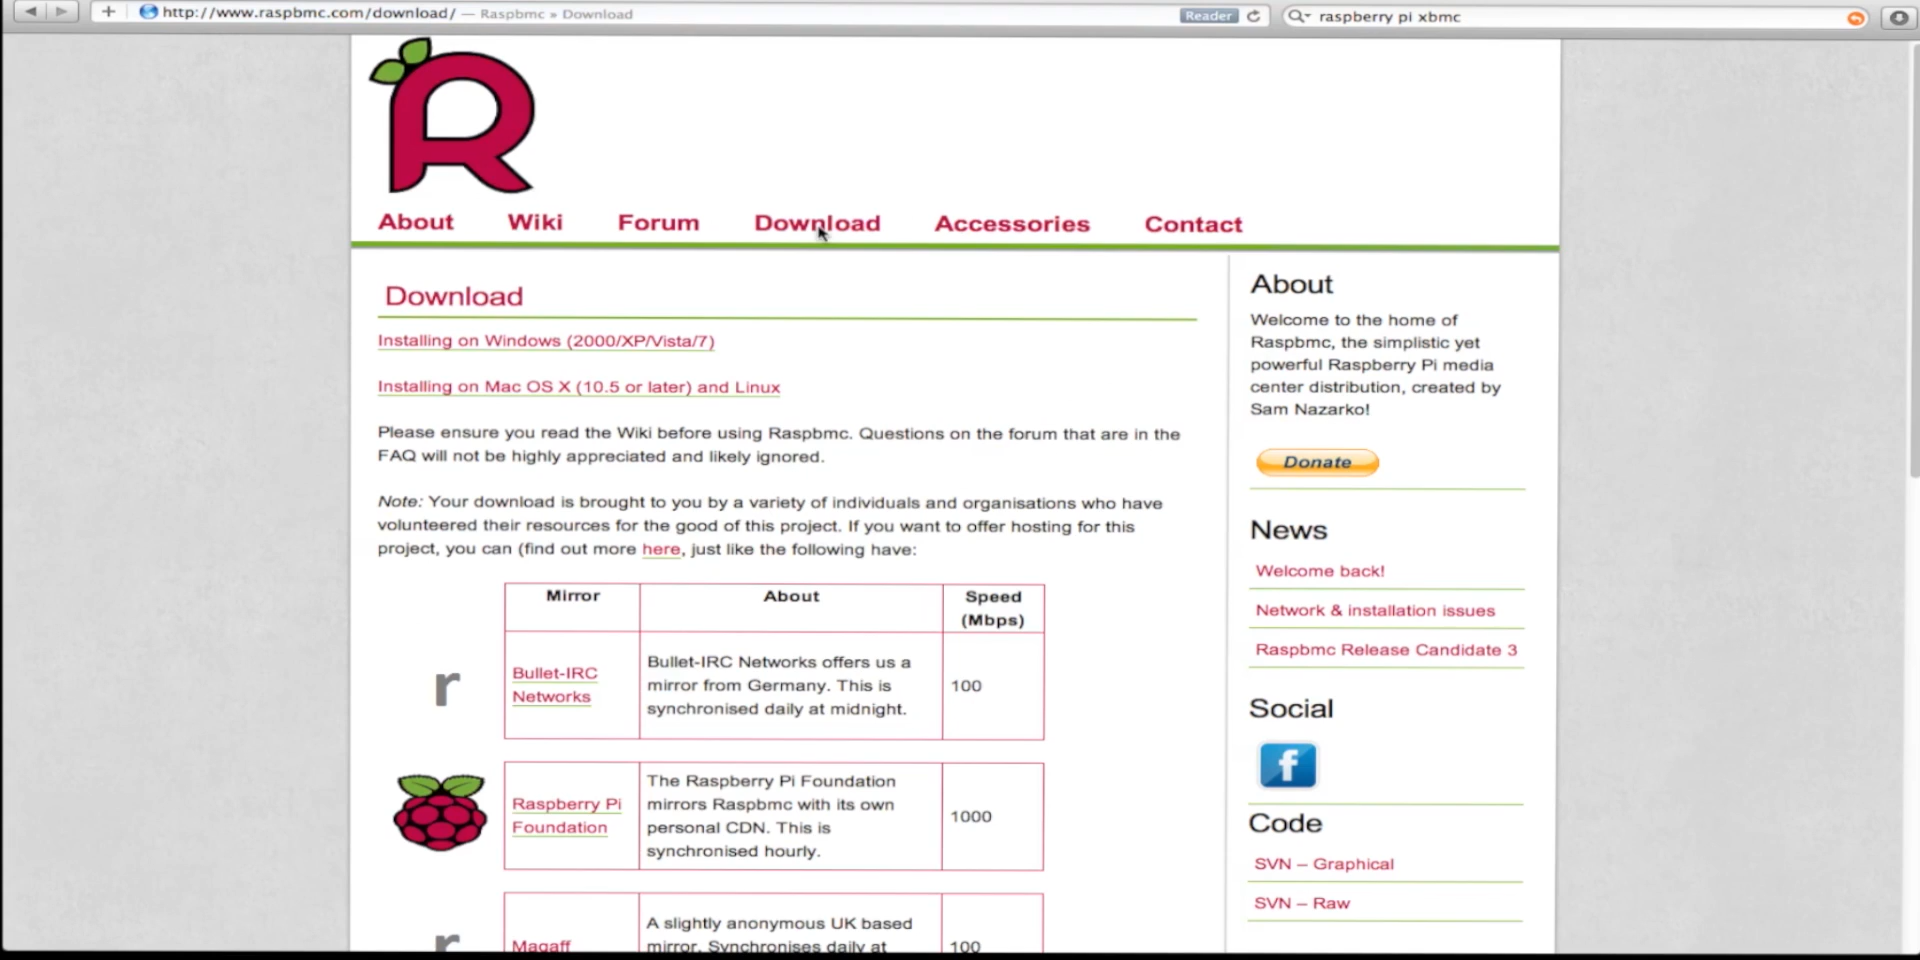 http://www.raspbmc.com/download/ — Raspbmc » Download
Reader
raspberry pi xbmc
About Wiki Forum Download Accessories Contact
Download
Installing on Windows (2000/XP/Vista/7)
Installing on Mac OS X (10.5 or later) and Linux
Please ensure you read the Wiki before using Raspbmc. Questions on the forum that are in the
FAQ will not be highly appreciated and likely ignored.
Note: Your download is brought to you by a variety of individuals and organisations who have
volunteered their resources for the good of this project. If you want to offer hosting for this
project, you can (find out more here, just like the following have:
Mirror About Speed
(Mbps)
r
Bullet-IRC
Networks
Bullet-IRC Networks offers us a
mirror from Germany. This is
synchronised daily at midnight.
100
Raspberry Pi
Foundation
The Raspberry Pi Foundation
mirrors Raspbmc with its own
personal CDN. This is
synchronised hourly.
1000
r
Magaff
A slightly anonymous UK based
mirror. Synchronises daily at
100
About
Welcome to the home of
Raspbmc, the simplistic yet
powerful Raspberry Pi media
center distribution, created by
Sam Nazarko!
Donate
News
Welcome back!
Network & installation issues
Raspbmc Release Candidate 3
Social
f
Code
SVN – Graphical
SVN – Raw